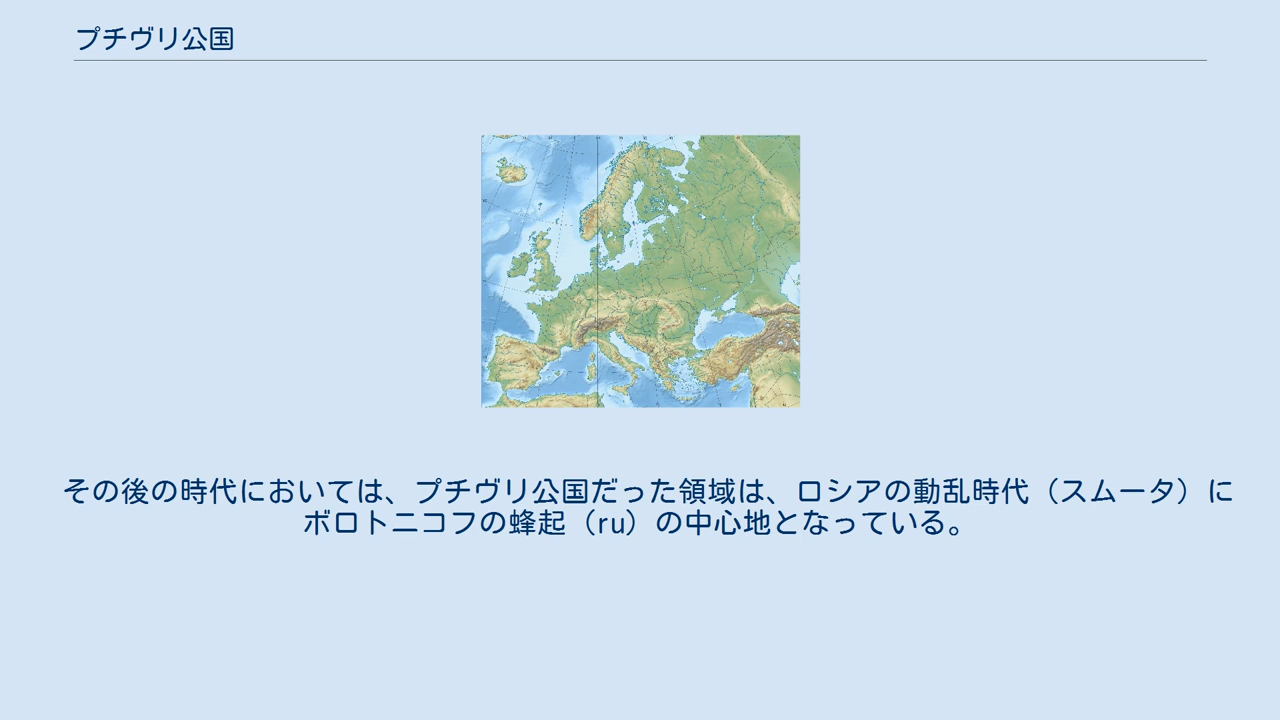 プチヴリ公国
その後の時代においては、プチヴリ公国だった領域は、ロシアの動乱時代（スムータ）に
ボロトニコフの蜂起（ru）の中心地となっている。